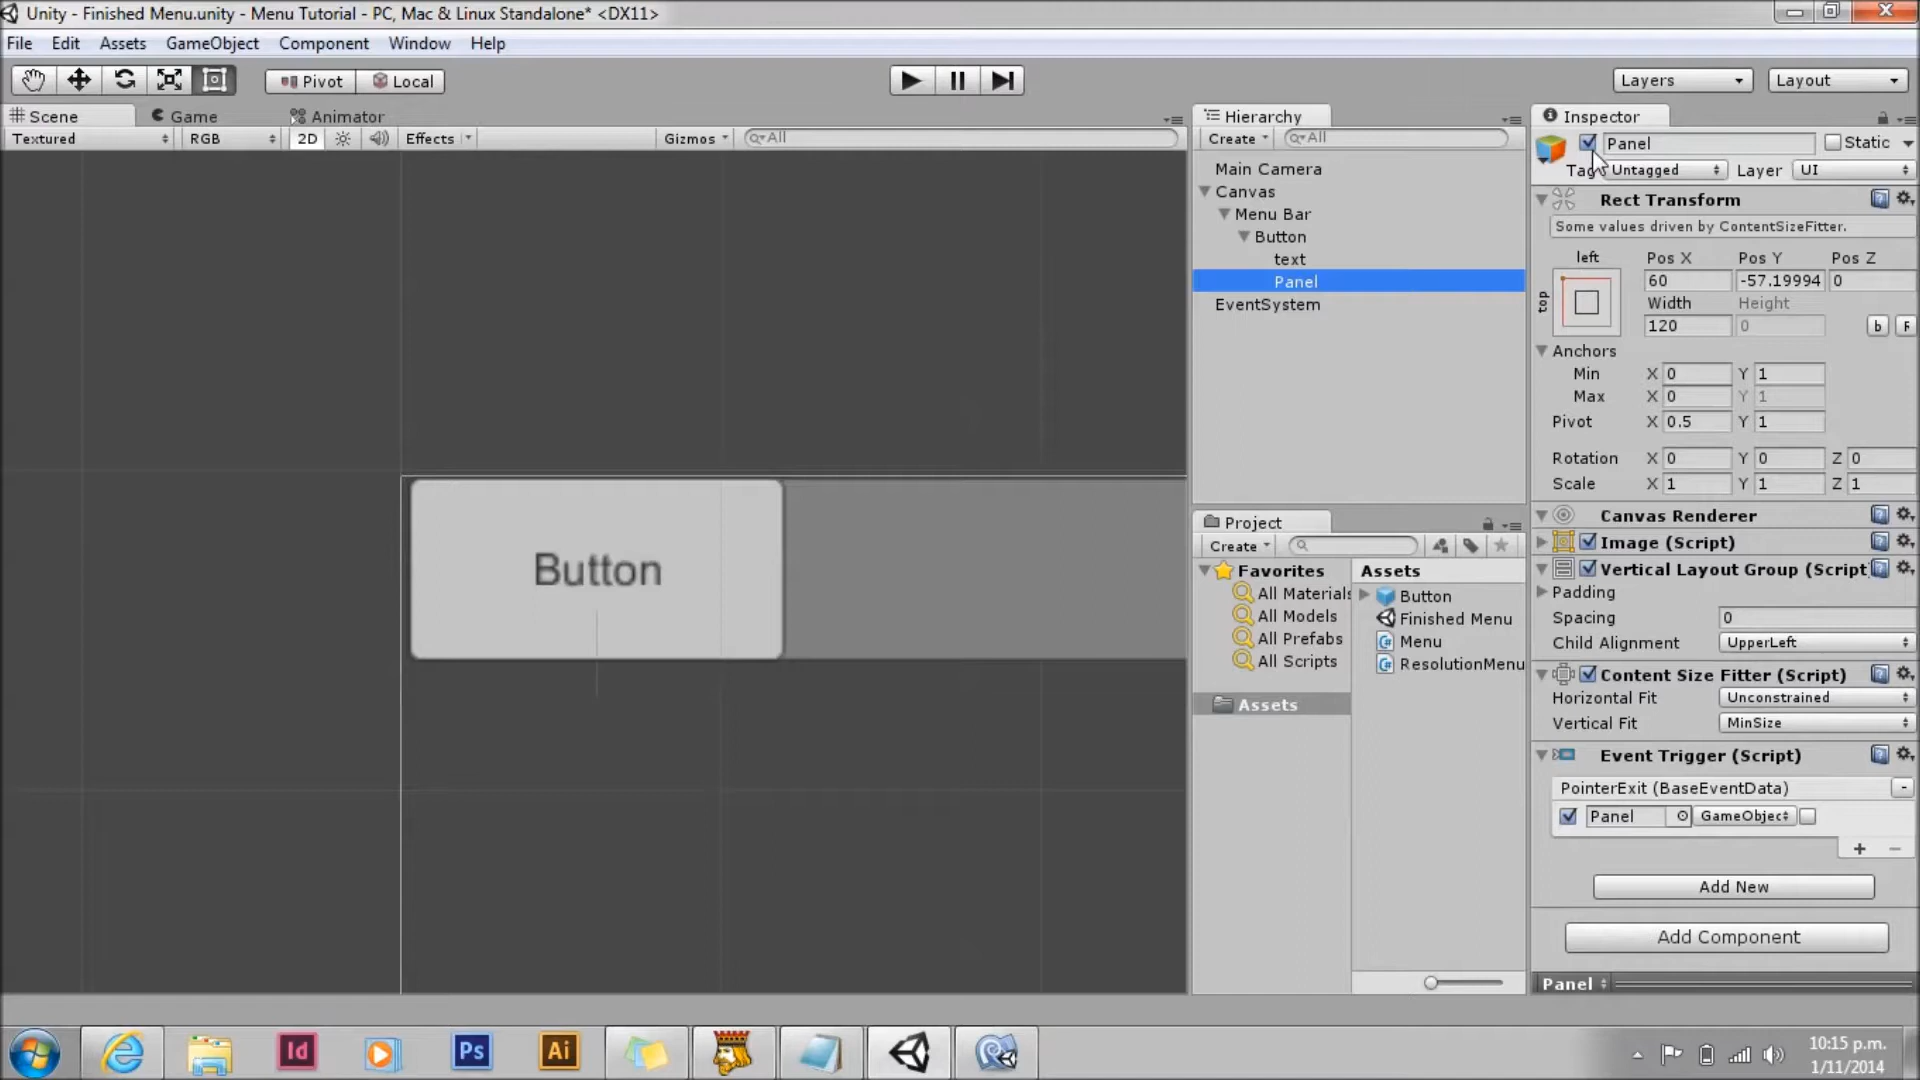 Unity - Finished Menu.unity - Menu Tutorial - PC, Mac & Linux Standalone* <DX11>
File Edit Assets GameObject Component Window Help
Pivot Local Layers Layout
Scene Game Animator
Textured RGB 2D Effects Gizmos All
Hierarchy
Create All
Main Camera
Canvas
Menu Bar
Button
text
Panel
EventSystem
Project
Create
Favorites
All Materials
All Models
All Prefabs
All Scripts
Assets
Assets
Button
Finished Menu
Menu
ResolutionMenu
Inspector
Panel Static
Tag Untagged Layer UI
Rect Transform
Some values driven by ContentSizeFitter.
left Pos X Pos Y Pos Z
top 60 -57.19994 0
Width Height
120 0 b
Anchors
Min X 0 Y 1
Max X 0 Y 1
Pivot X 0.5 Y 1
Rotation X 0 Y 0 Z 0
Scale X 1 Y 1 Z 1
Canvas Renderer
Image (Script)
Vertical Layout Group (Script
Padding
Spacing 0
Child Alignment UpperLeft
Content Size Fitter (Script)
Horizontal Fit Unconstrained
Vertical Fit MinSize
Event Trigger (Script)
PointerExit (BaseEventData) -
Panel GameObjec
+ -
Add New
Add Component
Panel
Button
Id Ps Ai
10:15 p.m.
1/11/2014